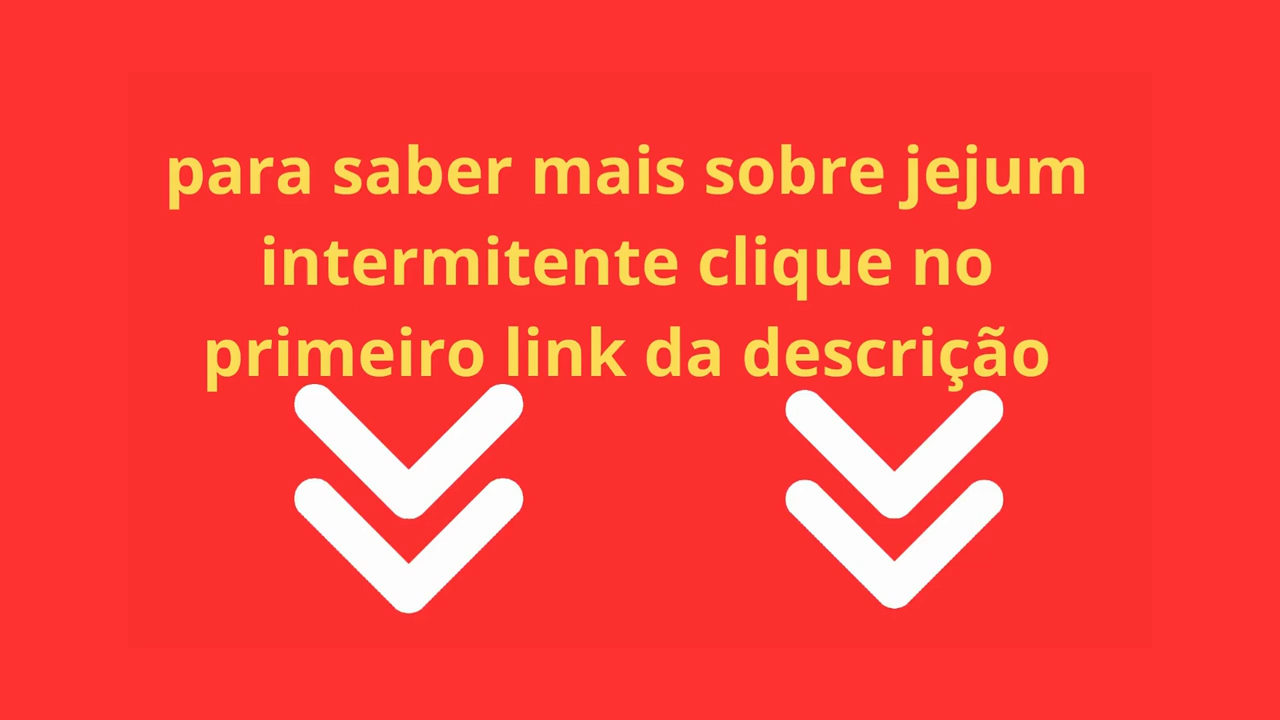 para saber mais sobre jejum
intermitente clique no
primeiro link da descrição